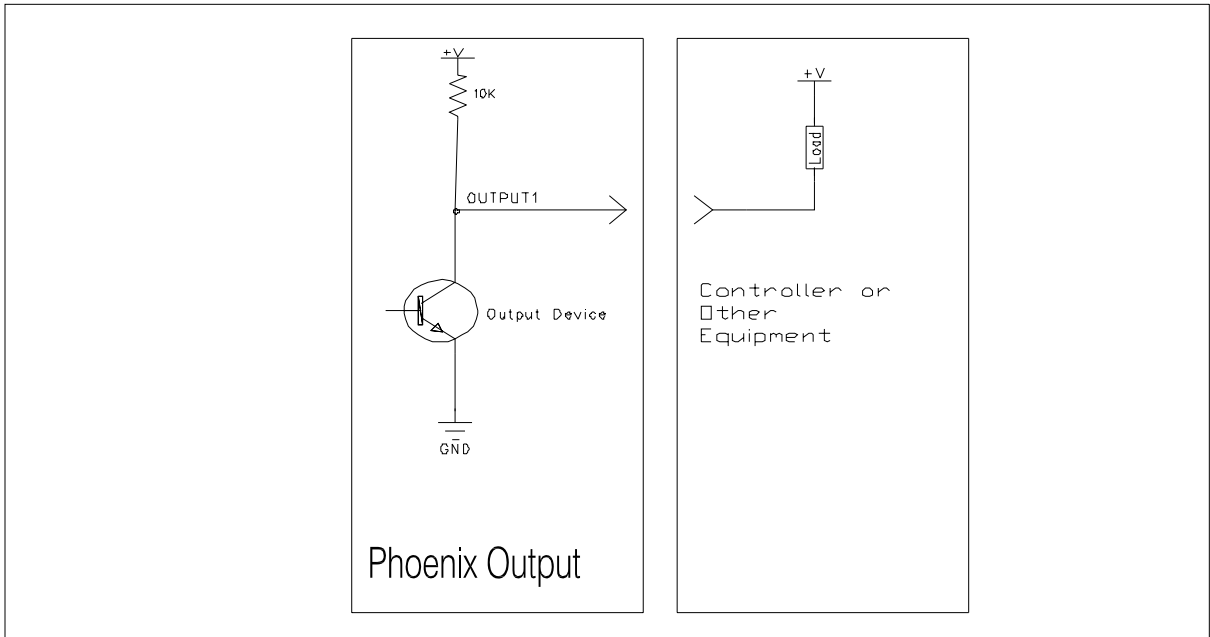 +V
10K
OUTPUT1
Output Device
GND
Phoenix Output
+V
Load
Controller or
Other
Equipment